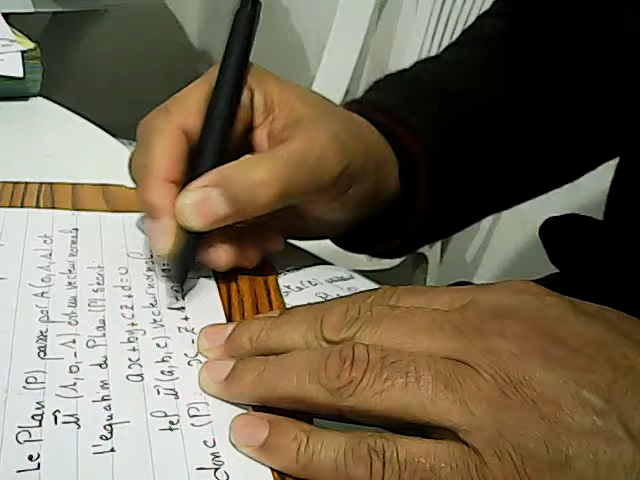 Le Plan (P) passe par A(0,1,1) et
n⃗ (1,0,-1) est un vecteur normal
l'equation du Plan (P) s'ecrit
ax+by+cz+d=0
tel n⃗(a,b,c) vecteur normal
donc (P): x-z+1